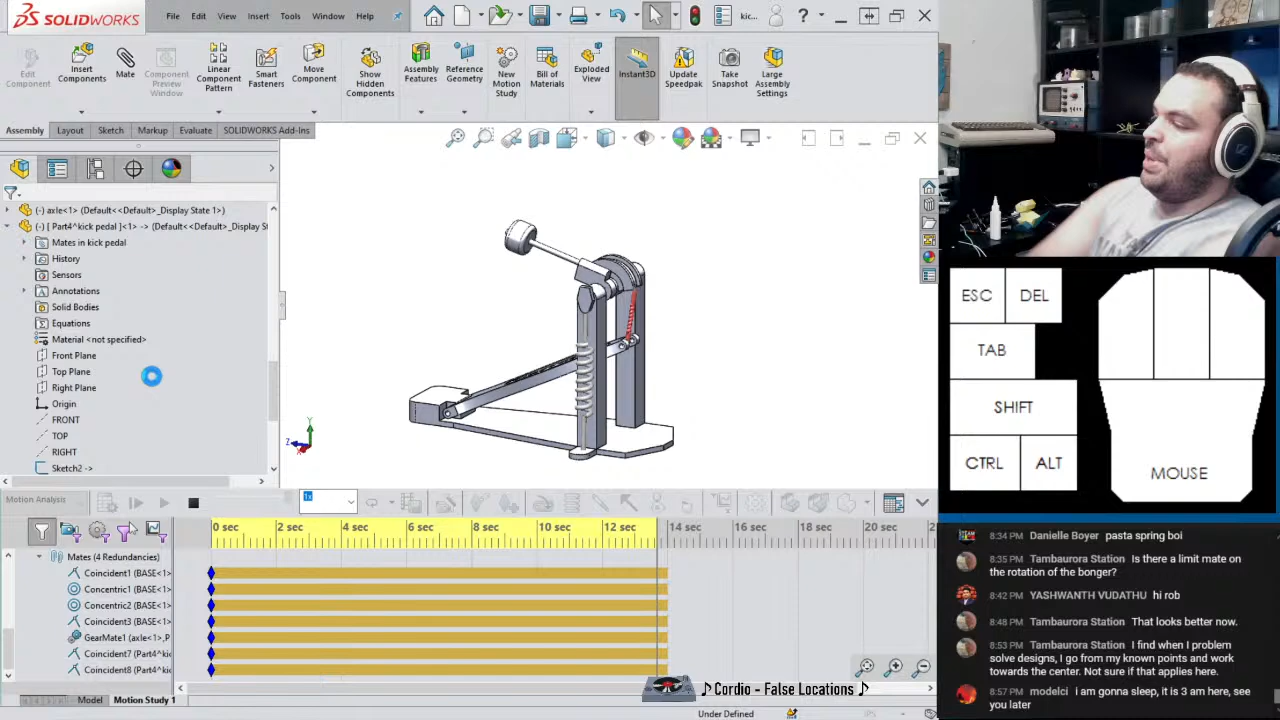 SOLIDWORKS File Edit View Insert Tools Window Help kic... ?
Edit Component
Insert Components
Mate
Component Preview Window
Linear Component Pattern
Smart Fasteners
Move Component
Show Hidden Components
Assembly Features
Reference Geometry
New Motion Study
Bill of Materials
Exploded View
Instant3D
Update Speedpak
Take Snapshot
Large Assembly Settings
Assembly Layout Sketch Markup Evaluate SOLIDWORKS Add-Ins
(-) axle<1> (Default<<Default>_Display State 1>)
(-) [ Part4^kick pedal ]<1> -> (Default<<Default>_Display St
Mates in kick pedal
History
Sensors
Annotations
Solid Bodies
Equations
Material <not specified>
Front Plane
Top Plane
Right Plane
Origin
FRONT
TOP
RIGHT
Sketch2 ->
Y
Z
X
Motion Analysis 1x
0 sec 2 sec 4 sec 6 sec 8 sec 10 sec 12 sec 14 sec 16 sec 18 sec 20 sec
Mates (4 Redundancies)
Coincident1 (BASE<1>
Concentric1 (BASE<1>
Concentric2 (BASE<1>
Coincident3 (BASE<1>
GearMate1 (axle<1>,P
Coincident7 (Part4^kic
Coincident8 (Part4^kic
Model Motion Study 1
♪ Cordio - False Locations ♪
Under Defined IPS
ESC DEL
TAB
SHIFT
CTRL ALT
MOUSE
8:34 PM Danielle Boyer pasta spring boi
8:35 PM Tambaurora Station Is there a limit mate on
the rotation of the bonger?
8:42 PM YASHWANTH VUDATHU hi rob
8:48 PM Tambaurora Station That looks better now.
8:53 PM Tambaurora Station I find when I problem
solve designs, I go from my known points and work
towards the center. Not sure if that applies here.
8:57 PM modelci i am gonna sleep, it is 3 am here, see
you later